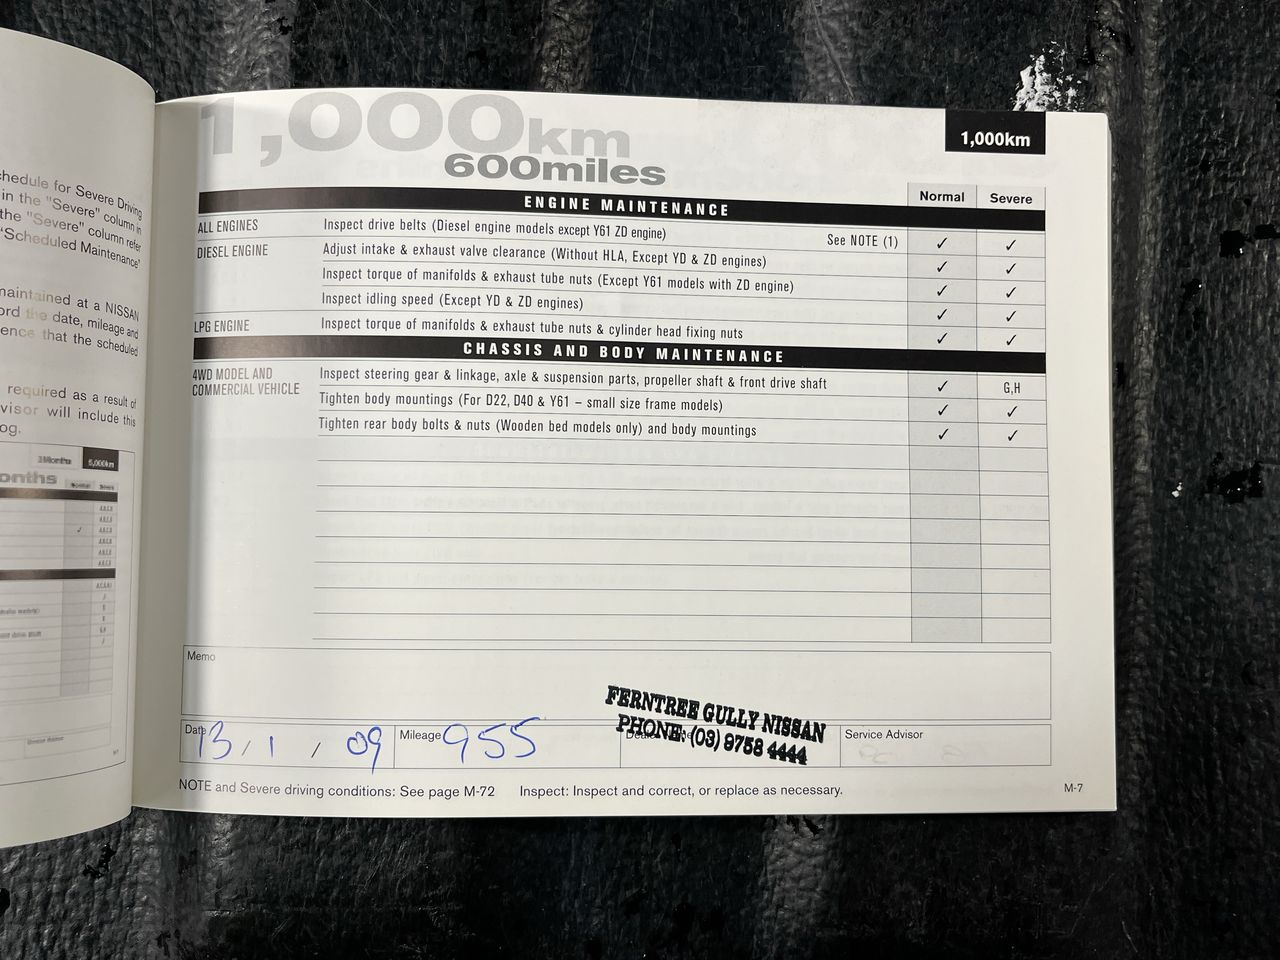 chedule for Severe Driving
in the "Severe" column in
the "Severe" column refer
"Scheduled Maintenance"
maintained at a NISSAN
ord the date, mileage and
ence that the scheduled
required as a result of
visor will include this
og.
3 Months 5,000km
onths
1,000km
600miles
1,000km
Normal Severe
ENGINE MAINTENANCE
ALL ENGINES Inspect drive belts (Diesel engine models except Y61 ZD engine) See NOTE (1) ✓ ✓
DIESEL ENGINE Adjust intake & exhaust valve clearance (Without HLA, Except YD & ZD engines) ✓ ✓
Inspect torque of manifolds & exhaust tube nuts (Except Y61 models with ZD engine) ✓ ✓
Inspect idling speed (Except YD & ZD engines) ✓ ✓
LPG ENGINE Inspect torque of manifolds & exhaust tube nuts & cylinder head fixing nuts ✓ ✓
CHASSIS AND BODY MAINTENANCE
4WD MODEL AND COMMERCIAL VEHICLE Inspect steering gear & linkage, axle & suspension parts, propeller shaft & front drive shaft ✓ G,H
Tighten body mountings (For D22, D40 & Y61 – small size frame models) ✓ ✓
Tighten rear body bolts & nuts (Wooden bed models only) and body mountings ✓ ✓
Memo
FERNTREE GULLY NISSAN
PHONE: (03) 9758 4444
Date 13 / 1 / 09 Mileage 955 Service Advisor
NOTE and Severe driving conditions: See page M-72 Inspect: Inspect and correct, or replace as necessary. M-7